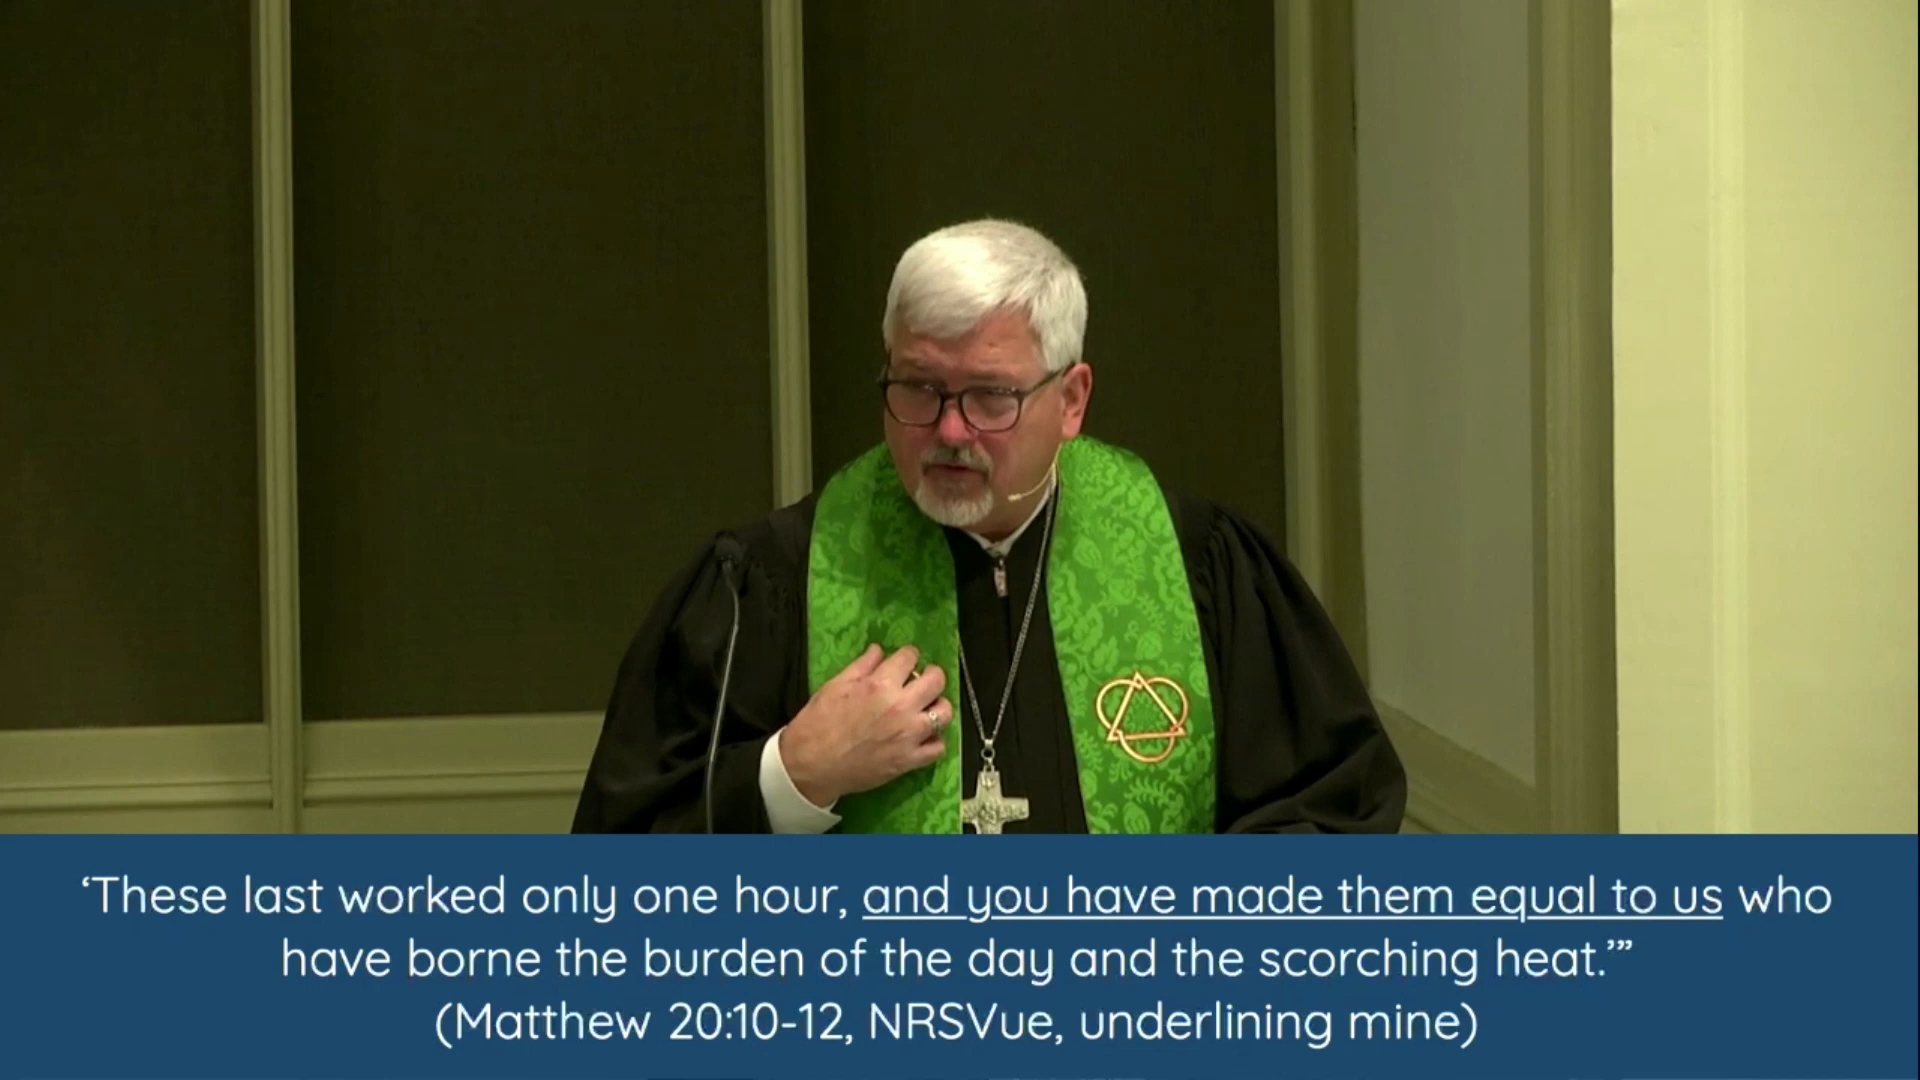 ‘These last worked only one hour, and you have made them equal to us who
have borne the burden of the day and the scorching heat.’”
(Matthew 20:10-12, NRSVue, underlining mine)